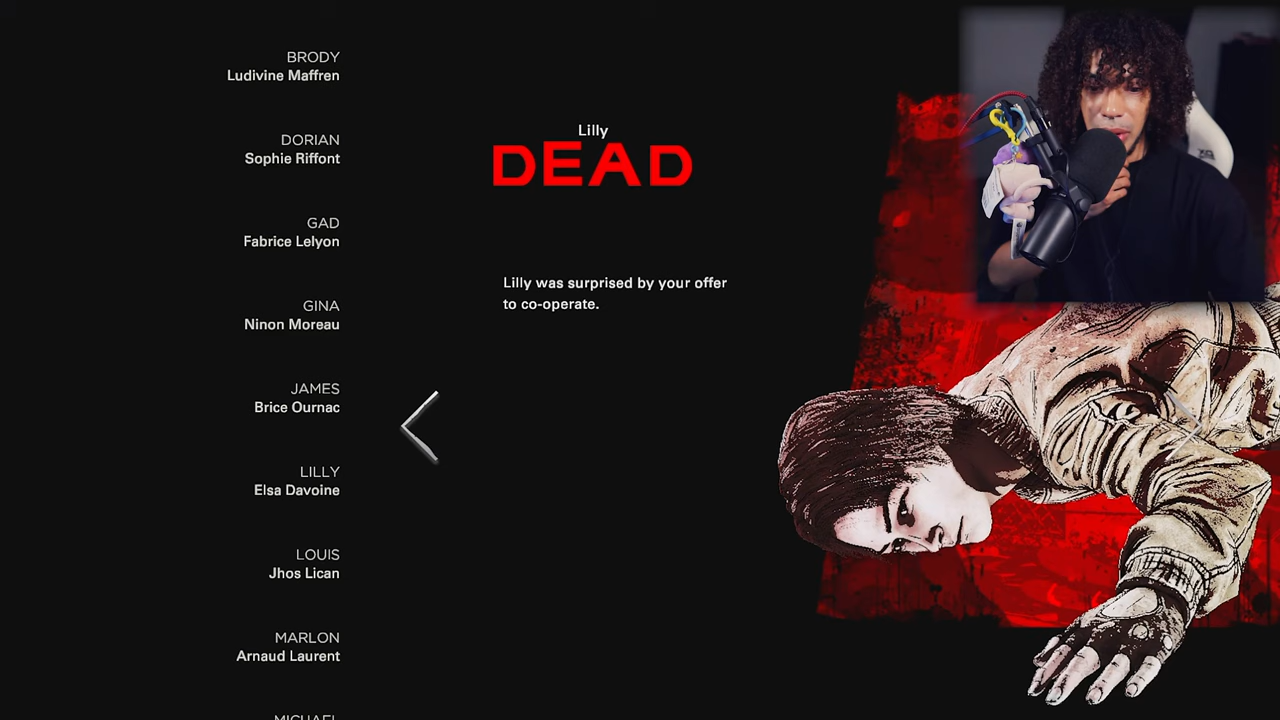 BRODY
Ludivine Maffren
DORIAN
Sophie Riffont
GAD
Fabrice Lelyon
GINA
Ninon Moreau
JAMES
Brice Ournac
LILLY
Elsa Davoine
LOUIS
Jhos Lican
MARLON
Arnaud Laurent
MICHAEL
Lilly
DEAD
Lilly was surprised by your offer
to co-operate.